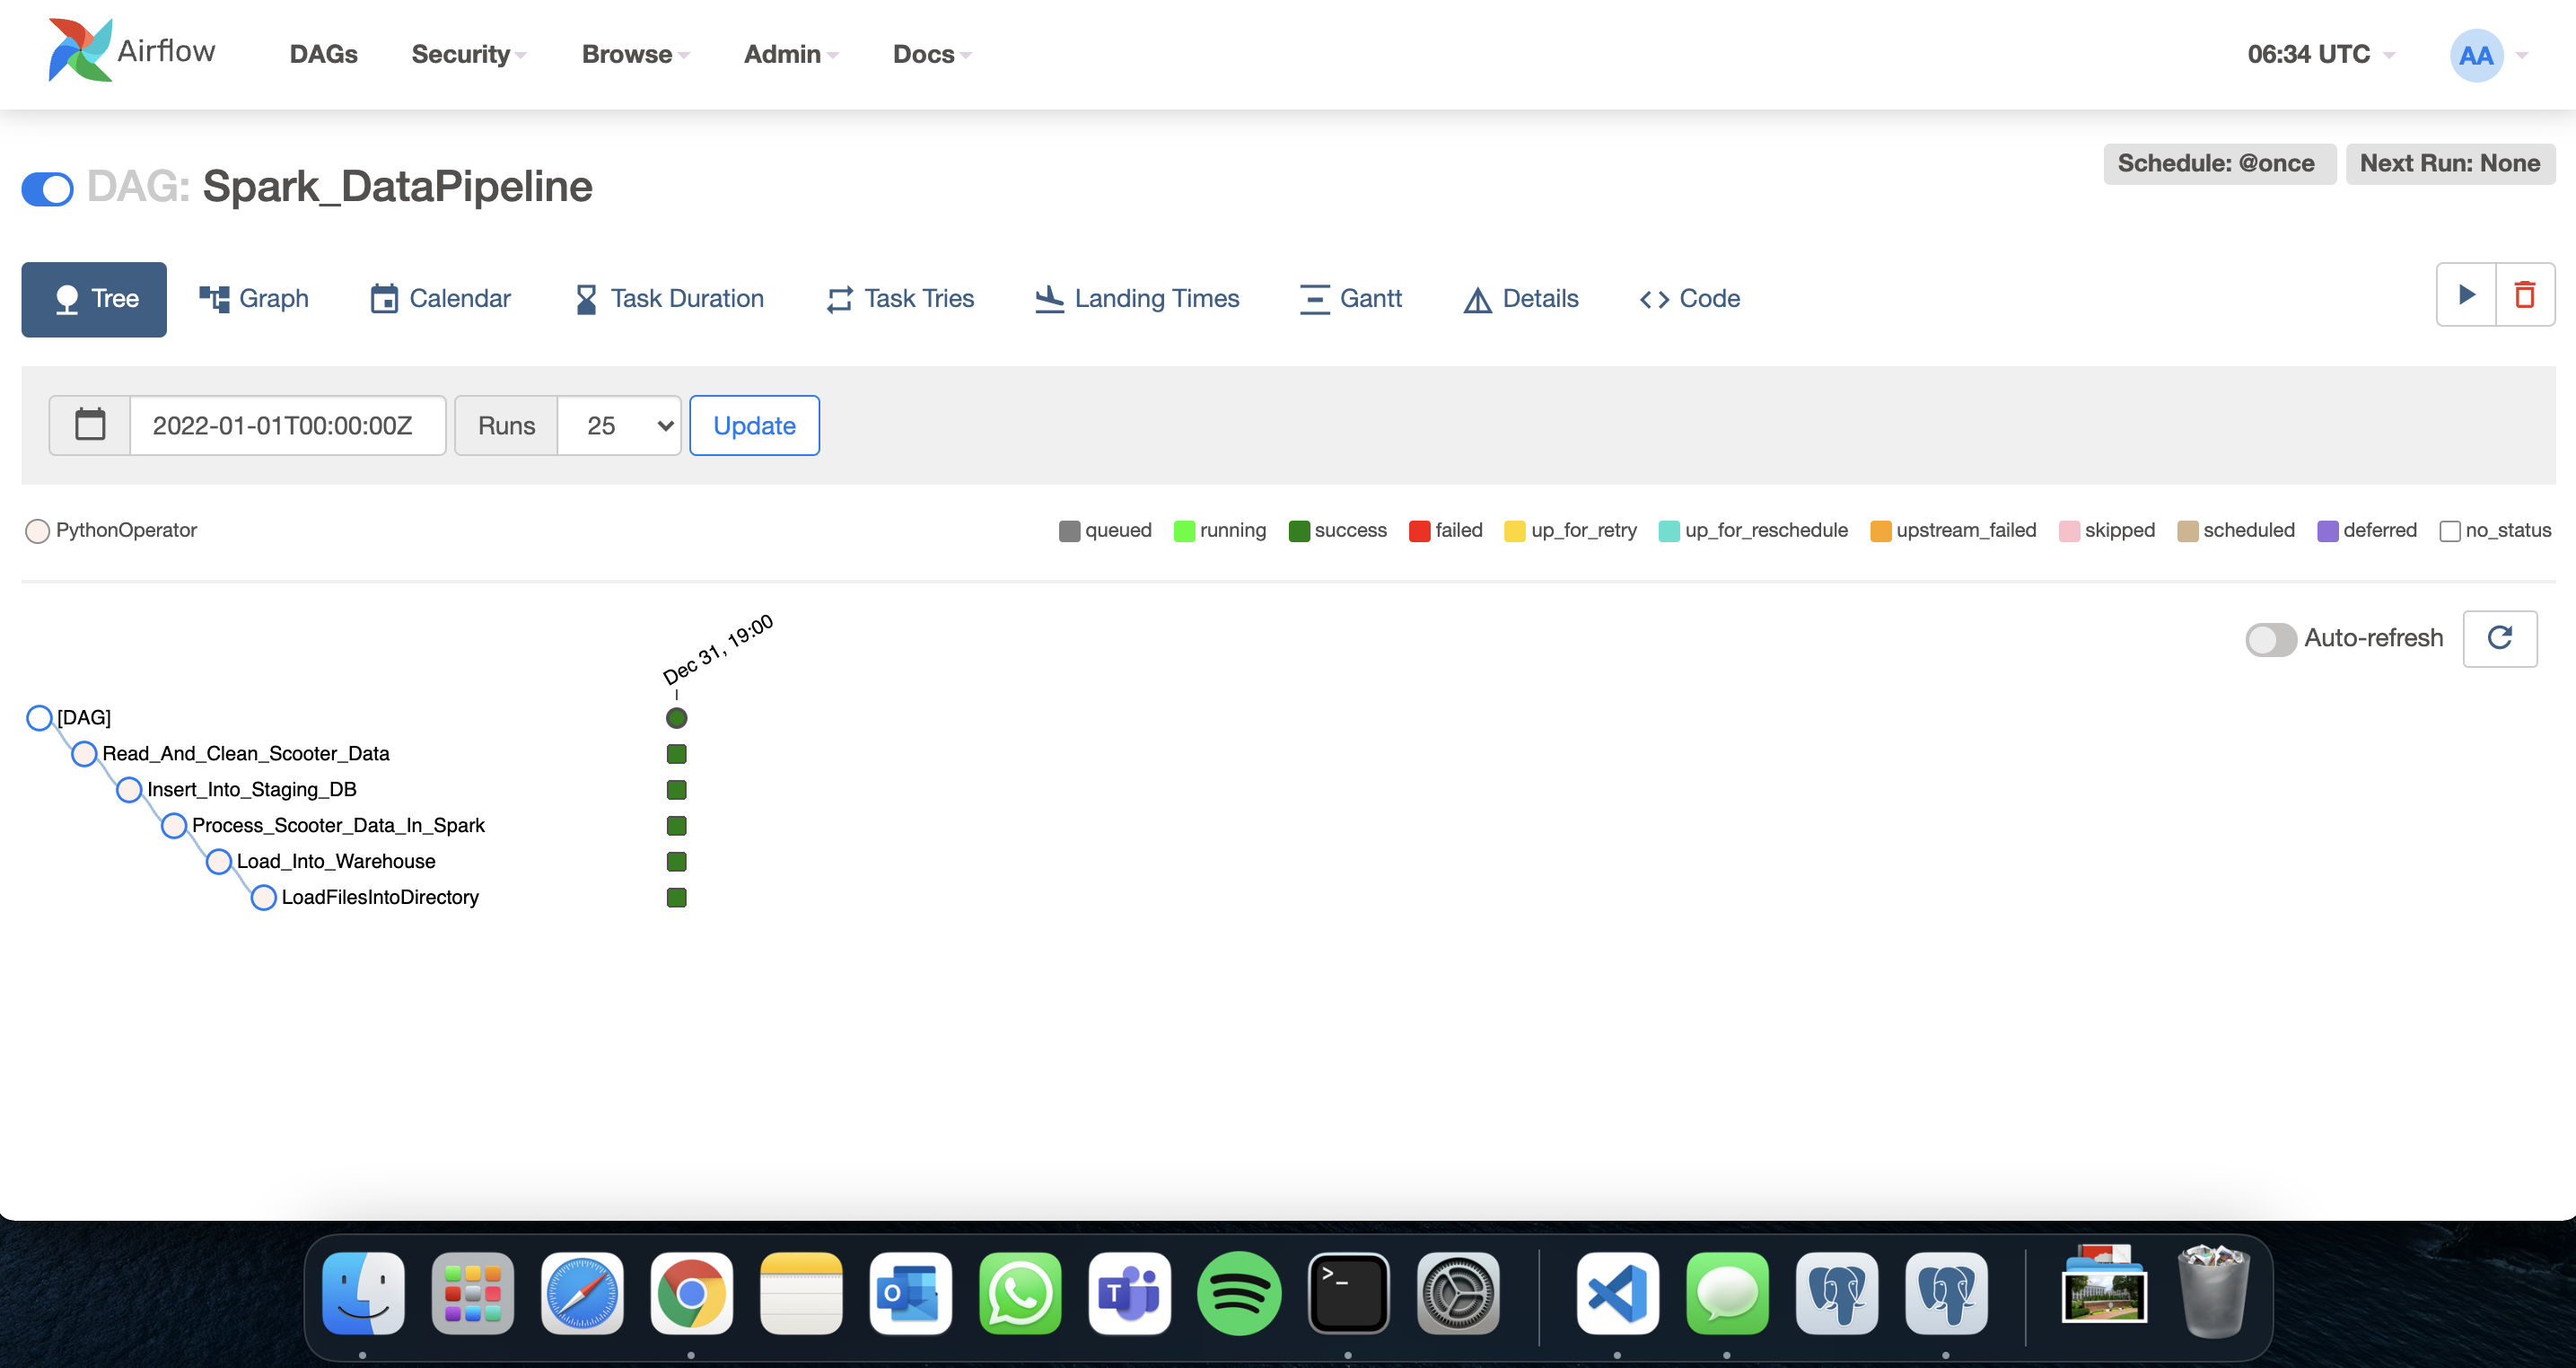 Airflow DAGs Security Browse Admin Docs 06:34 UTC AA
Schedule: @once Next Run: None
DAG: Spark_DataPipeline
Tree Graph Calendar Task Duration Task Tries Landing Times Gantt Details Code
2022-01-01T00:00:00Z Runs 25 Update
PythonOperator queued running success failed up_for_retry up_for_reschedule upstream_failed skipped scheduled deferred no_status
Dec 31, 19:00
Auto-refresh
[DAG]
Read_And_Clean_Scooter_Data
Insert_Into_Staging_DB
Process_Scooter_Data_In_Spark
Load_Into_Warehouse
LoadFilesIntoDirectory
O T >_